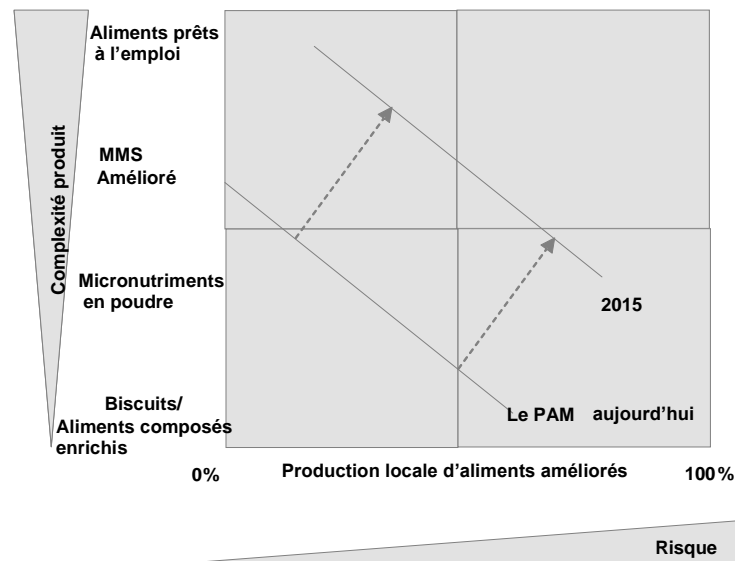 Aliments prêts
à l’emploi
Complexité produit
MMS
Amélioré
Micronutriments
en poudre
2015
Biscuits/
Aliments composés
enrichis
Le PAM aujourd’hui
0% Production locale d’aliments améliorés 100%
Risque